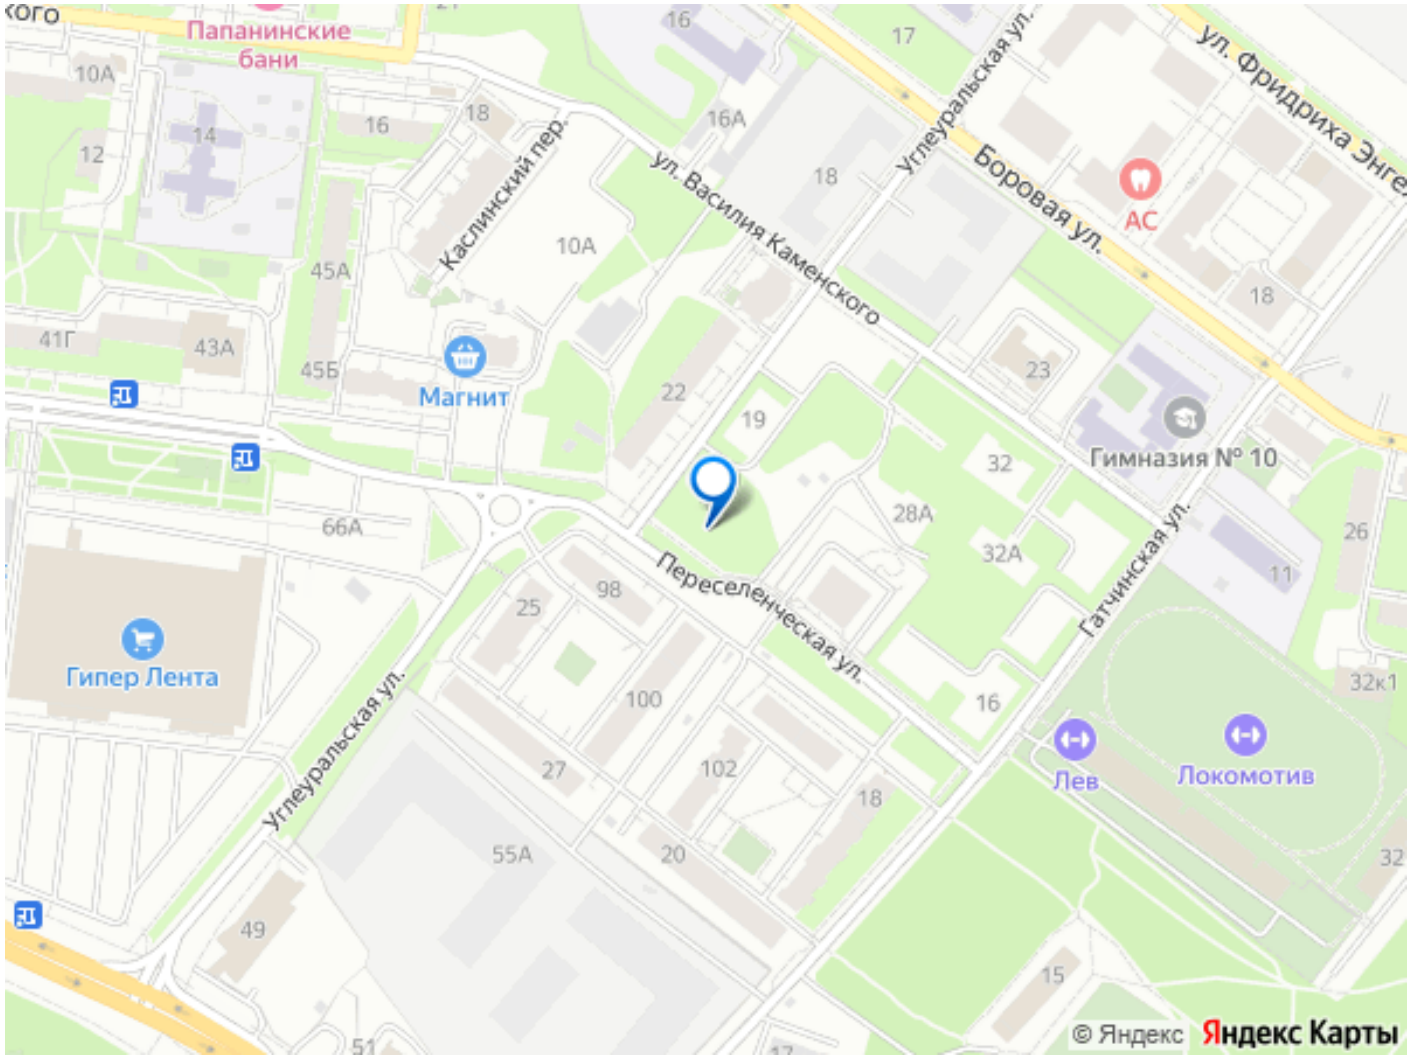 кого
Папанинские
бани
21
16
17
Углеуральская ул.
ул. Фридриха Энгел
10А
14
16
18
16А
12
Каслинский пер.
ул. Василия Каменского
18
Боровая ул.
АС
10А
45А
18
41Г
43А
45Б
Магнит
22
23
19
Гимназия № 10
32
66А
28А
32А
26
11
Гатчинская ул.
Переселенческая ул.
98
25
Гипер Лента
Углеуральская ул.
100
16
32к1
27
102
Лев
Локомотив
18
55А
20
32
49
15
51
17
© Яндекс Яндекс Карты